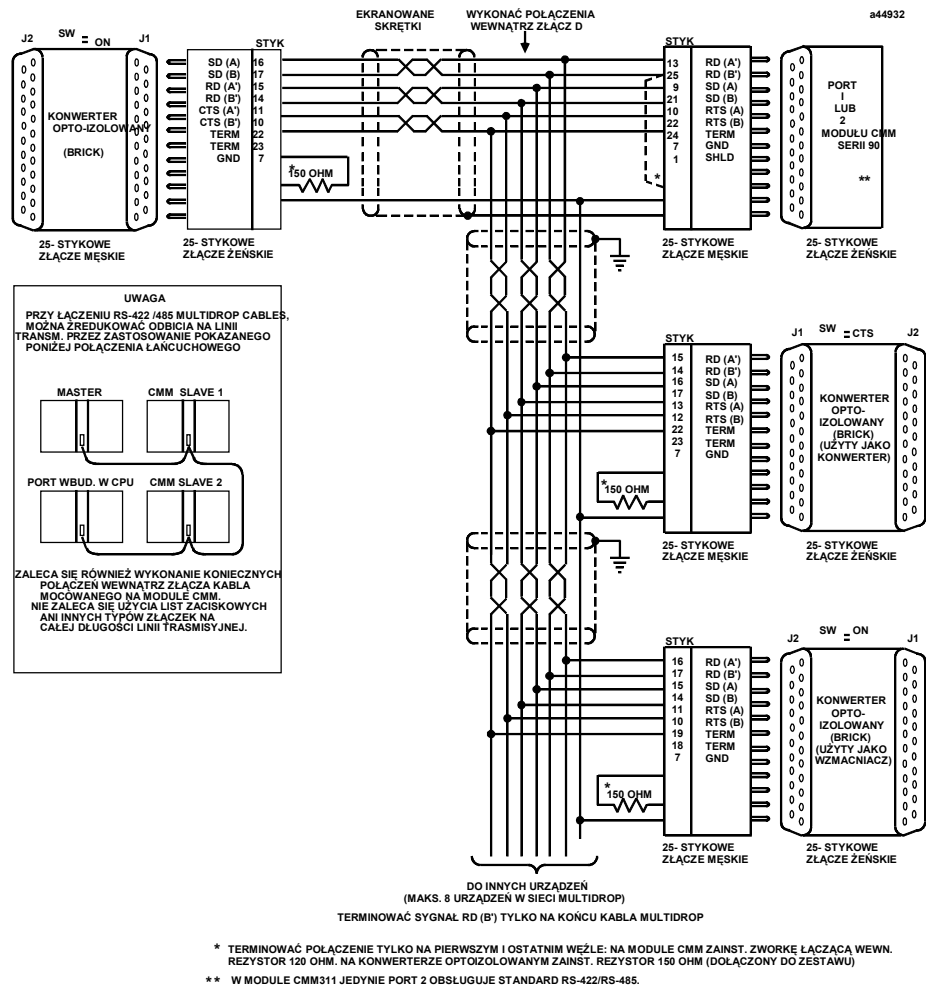 a44932
EKRANOWANE
SKRĘTKI
WYKONAĆ POŁĄCZENIA
WEWNĄTRZ ZŁĄCZ D
J2
SW
ON
J1
KONWERTER
OPTO-IZOLOWANY
(BRICK)
25- STYKOWE
ZŁĄCZE MĘSKIE
STYK
SD (A) 16
SD (B) 17
RD (A') 15
RD (B') 14
CTS (A') 11
CTS (B') 10
TERM 22
TERM 23
GND 7
* 150 OHM
25- STYKOWE
ZŁĄCZE ŻEŃSKIE
STYK
13 RD (A')
25 RD (B')
9 SD (A)
21 SD (B)
10 RTS (A)
22 RTS (B)
24 TERM
7 GND
1 SHLD
*
25- STYKOWE
ZŁĄCZE MĘSKIE
PORT
I
LUB
2
MODUŁU CMM
SERII 90
**
25- STYKOWE
ZŁĄCZE ŻEŃSKIE
UWAGA
PRZY ŁĄCZENIU RS-422 /485 MULTIDROP CABLES,
MOŻNA ZREDUKOWAĆ ODBICIA NA LINII
TRANSM. PRZEZ ZASTOSOWANIE POKAZANEGO
PONIŻEJ POŁĄCZENIA ŁAŃCUCHOWEGO
MASTER
CMM SLAVE 1
PORT WBUD. W CPU
CMM SLAVE 2
ZALECA SIĘ RÓWNIEŻ WYKONANIE KONIECZNYCH
POŁĄCZEŃ WEWNĄTRZ ZŁĄCZA KABLA
MOCOWANEGO NA MODULE CMM.
NIE ZALECA SIĘ UŻYCIA LIST ZACISKOWYCH
ANI INNYCH TYPÓW ZŁĄCZEK NA
CAŁEJ DŁUGOŚCI LINII TRASMISYJNEJ.
STYK
15 RD (A')
14 RD (B')
16 SD (A)
17 SD (B)
13 RTS (A)
12 RTS (B)
22 TERM
23 TERM
7 GND
* 150 OHM
25- STYKOWE
ZŁĄCZE MĘSKIE
J1
SW
CTS
J2
KONWERTER
OPTO-
IZOLOWANY
(BRICK)
(UŻYTY JAKO
KONWERTER)
25- STYKOWE
ZŁĄCZE ŻEŃSKIE
STYK
16 RD (A')
17 RD (B')
15 SD (A)
14 SD (B)
11 RTS (A)
10 RTS (B)
19 TERM
18 TERM
7 GND
* 150 OHM
25- STYKOWE
ZŁĄCZE MĘSKIE
J2
SW
ON
J1
KONWERTER
OPTO-
IZOLOWANY
(BRICK)
(UŻYTY JAKO
WZMACNIACZ)
25- STYKOWE
ZŁĄCZE ŻEŃSKIE
DO INNYCH URZĄDZEŃ
(MAKS. 8 URZĄDZEŃ W SIECI MULTIDROP)
TERMINOWAĆ SYGNAŁ RD (B') TYLKO NA KOŃCU KABLA MULTIDROP
* TERMINOWAĆ POŁĄCZENIE TYLKO NA PIERWSZYM I OSTATNIM WĘŹLE: NA MODULE CMM ZAINST. ZWORKĘ ŁĄCZĄCĄ WEWN.
REZYSTOR 120 OHM. NA KONWERTERZE OPTOIZOLOWANYM ZAINST. REZYSTOR 150 OHM (DOŁĄCZONY DO ZESTAWU)
** W MODULE CMM311 JEDYNIE PORT 2 OBSŁUGUJE STANDARD RS-422/RS-485.